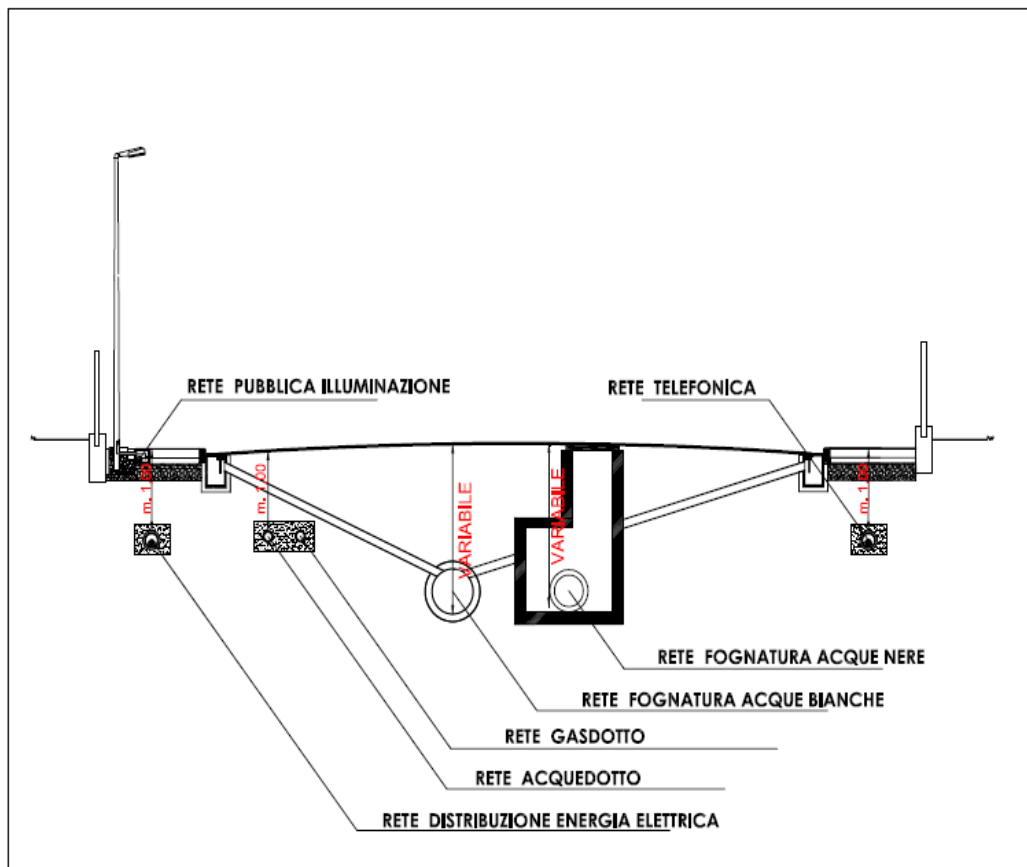 RETE PUBBLICA ILLUMINAZIONE
RETE TELEFONICA
m. 1.00
m. 1.00
VARIABILE
VARIABILE
m. 1.00
RETE FOGNATURA ACQUE NERE
RETE FOGNATURA ACQUE BIANCHE
RETE GASDOTTO
RETE ACQUEDOTTO
RETE DISTRIBUZIONE ENERGIA ELETTRICA